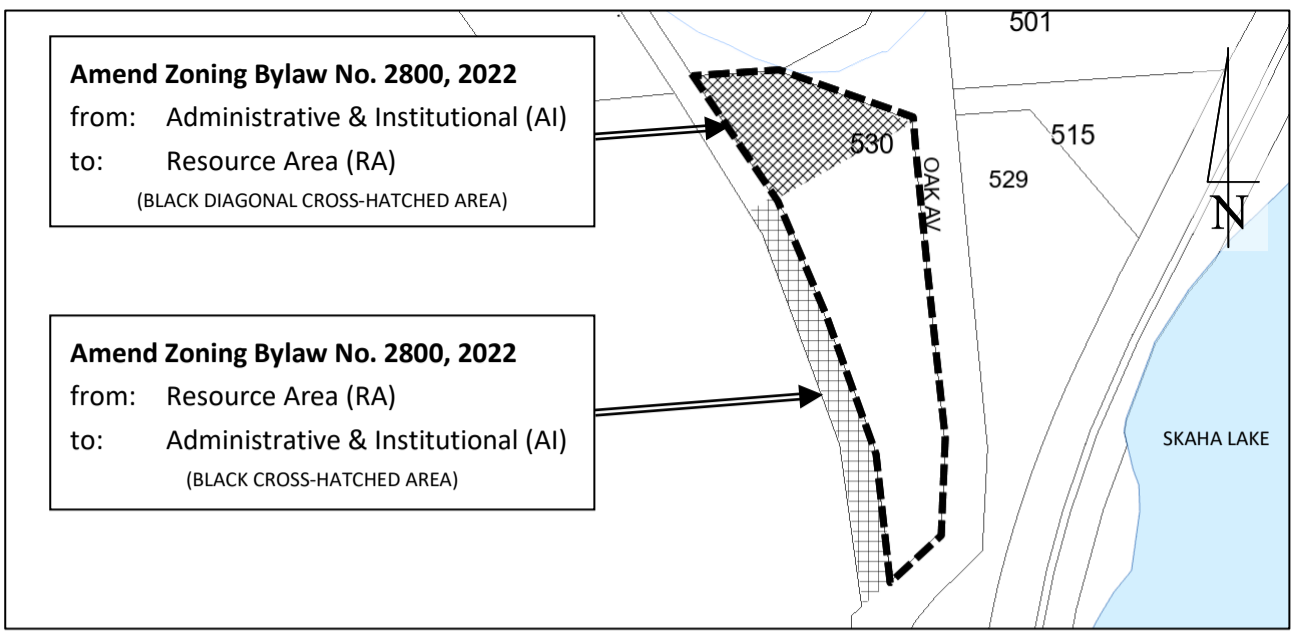 Amend Zoning Bylaw No. 2800, 2022
from: Administrative & Institutional (AI)
to: Resource Area (RA)
(BLACK DIAGONAL CROSS-HATCHED AREA)
Amend Zoning Bylaw No. 2800, 2022
from: Resource Area (RA)
to: Administrative & Institutional (AI)
(BLACK CROSS-HATCHED AREA)
501
530
515
529
OAK AV
N
SKAHA LAKE